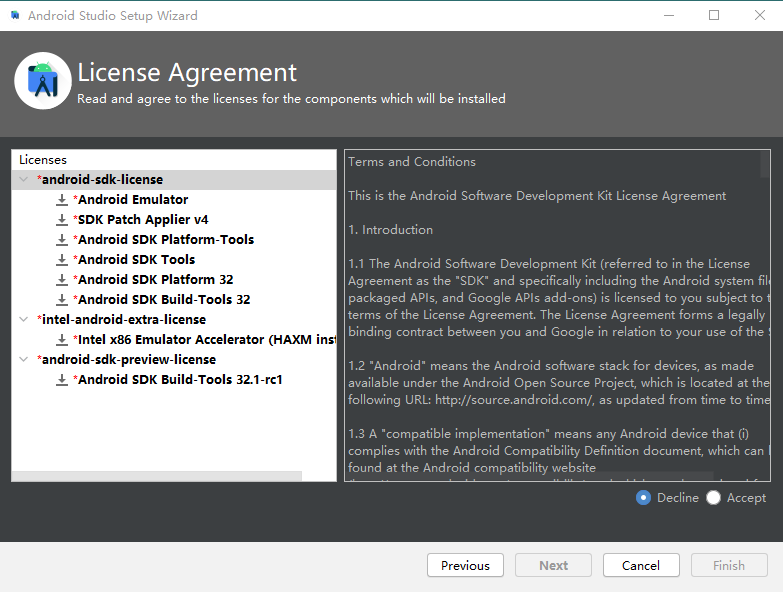 Android Studio Setup Wizard
License Agreement
Read and agree to the licenses for the components which will be installed
Licenses
*android-sdk-license
*Android Emulator
*SDK Patch Applier v4
*Android SDK Platform-Tools
*Android SDK Tools
*Android SDK Platform 32
*Android SDK Build-Tools 32
*intel-android-extra-license
*Intel x86 Emulator Accelerator (HAXM inst
*android-sdk-preview-license
*Android SDK Build-Tools 32.1-rc1
Terms and Conditions
This is the Android Software Development Kit License Agreement
1. Introduction
1.1 The Android Software Development Kit (referred to in the License
Agreement as the "SDK" and specifically including the Android system file
packaged APIs, and Google APIs add-ons) is licensed to you subject to t
terms of the License Agreement. The License Agreement forms a legally
binding contract between you and Google in relation to your use of the S
1.2 "Android" means the Android software stack for devices, as made
available under the Android Open Source Project, which is located at the
following URL: http://source.android.com/, as updated from time to time
1.3 A "compatible implementation" means any Android device that (i)
complies with the Android Compatibility Definition document, which can b
found at the Android compatibility website
Decline
Accept
Previous
Next
Cancel
Finish